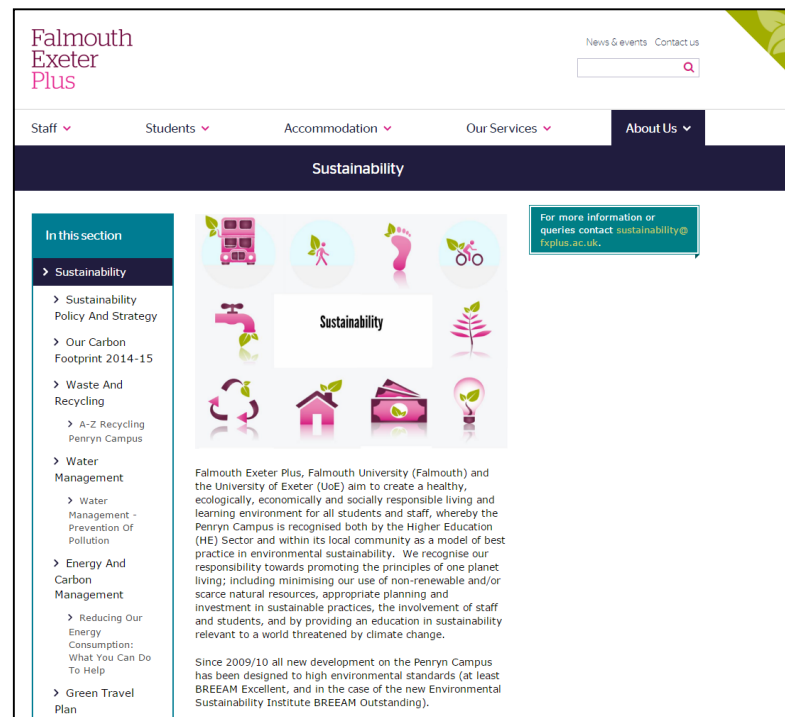 Falmouth
Exeter
Plus
News & events Contact us
Staff
Students
Accommodation
Our Services
About Us
Sustainability
In this section
Sustainability
Sustainability
Policy And Strategy
Our Carbon
Footprint 2014-15
Waste And
Recycling
A-Z Recycling
Penryn Campus
Water
Management
Water
Management -
Prevention Of
Pollution
Energy And
Carbon
Management
Reducing Our
Energy
Consumption:
What You Can Do
To Help
Green Travel
Plan
Sustainability
Falmouth Exeter Plus, Falmouth University (Falmouth) and
the University of Exeter (UoE) aim to create a healthy,
ecologically, economically and socially responsible living and
learning environment for all students and staff, whereby the
Penryn Campus is recognised both by the Higher Education
(HE) Sector and within its local community as a model of best
practice in environmental sustainability.  We recognise our
responsibility towards promoting the principles of one planet
living; including minimising our use of non-renewable and/or
scarce natural resources, appropriate planning and
investment in sustainable practices, the involvement of staff
and students, and by providing an education in sustainability
relevant to a world threatened by climate change.
Since 2009/10 all new development on the Penryn Campus
has been designed to high environmental standards (at least
BREEAM Excellent, and in the case of the new Environmental
Sustainability Institute BREEAM Outstanding).
For more information or
queries contact sustainability@
fxplus.ac.uk.